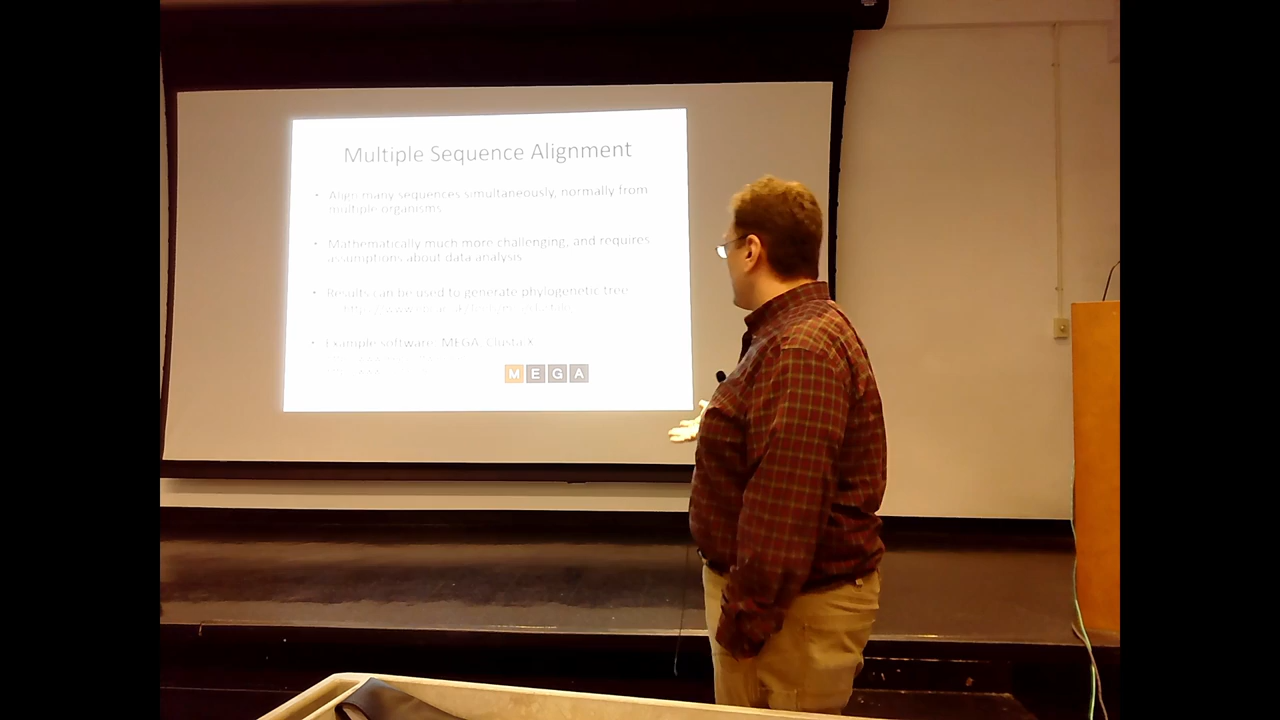 Multiple Sequence Alignment
• Align many sequences simultaneously, normally from
multiple organisms
• Mathematically much more challenging, and requires
assumptions about data analysis
• Results can be used to generate phylogenetic tree
• Example software: MEGA, Clustal X
MEGA